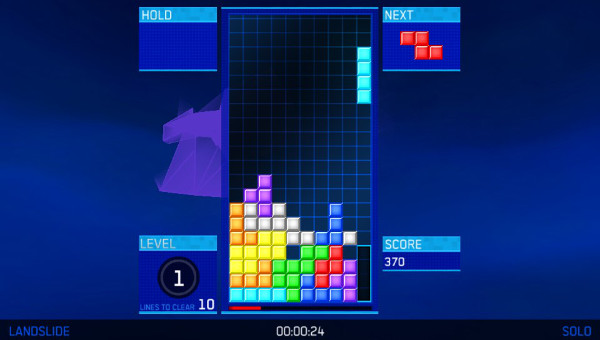 HOLD
NEXT
LEVEL
1
LINES TO CLEAR 10
SCORE
370
LANDSLIDE
00:00:24
SOLO